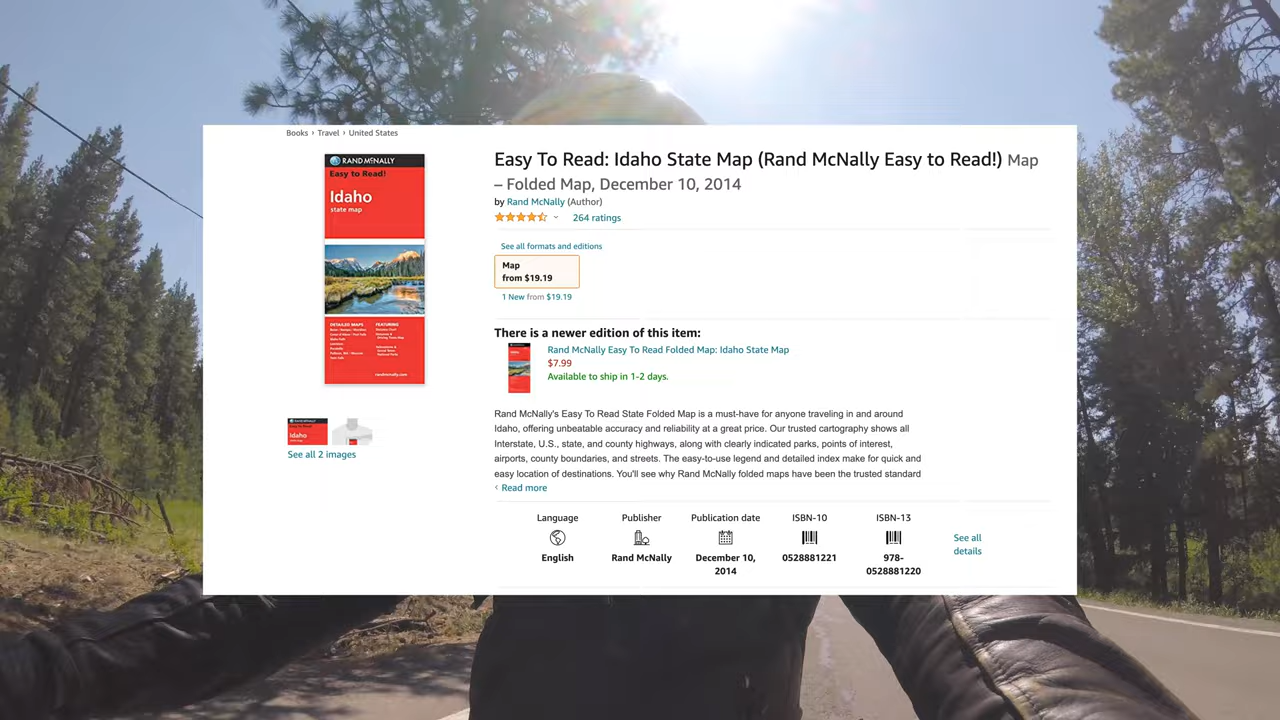 Books › Travel › United States
RAND McNALLY
Easy to Read!
Idaho
state map
DETAILED MAPS
FEATURING
randmcnally.com
Idaho
See all 2 images
Easy To Read: Idaho State Map (Rand McNally Easy to Read!) Map
– Folded Map, December 10, 2014
by Rand McNally (Author)
264 ratings
See all formats and editions
Map
from $19.19
1 New from $19.19
There is a newer edition of this item:
Rand McNally Easy To Read Folded Map: Idaho State Map
$7.99
Available to ship in 1-2 days.
Rand McNally's Easy To Read State Folded Map is a must-have for anyone traveling in and around
Idaho, offering unbeatable accuracy and reliability at a great price. Our trusted cartography shows all
Interstate, U.S., state, and county highways, along with clearly indicated parks, points of interest,
airports, county boundaries, and streets. The easy-to-use legend and detailed index make for quick and
easy location of destinations. You'll see why Rand McNally folded maps have been the trusted standard
‹ Read more
Language
English
Publisher
Rand McNally
Publication date
December 10,
2014
ISBN-10
0528881221
ISBN-13
978-
0528881220
See all
details